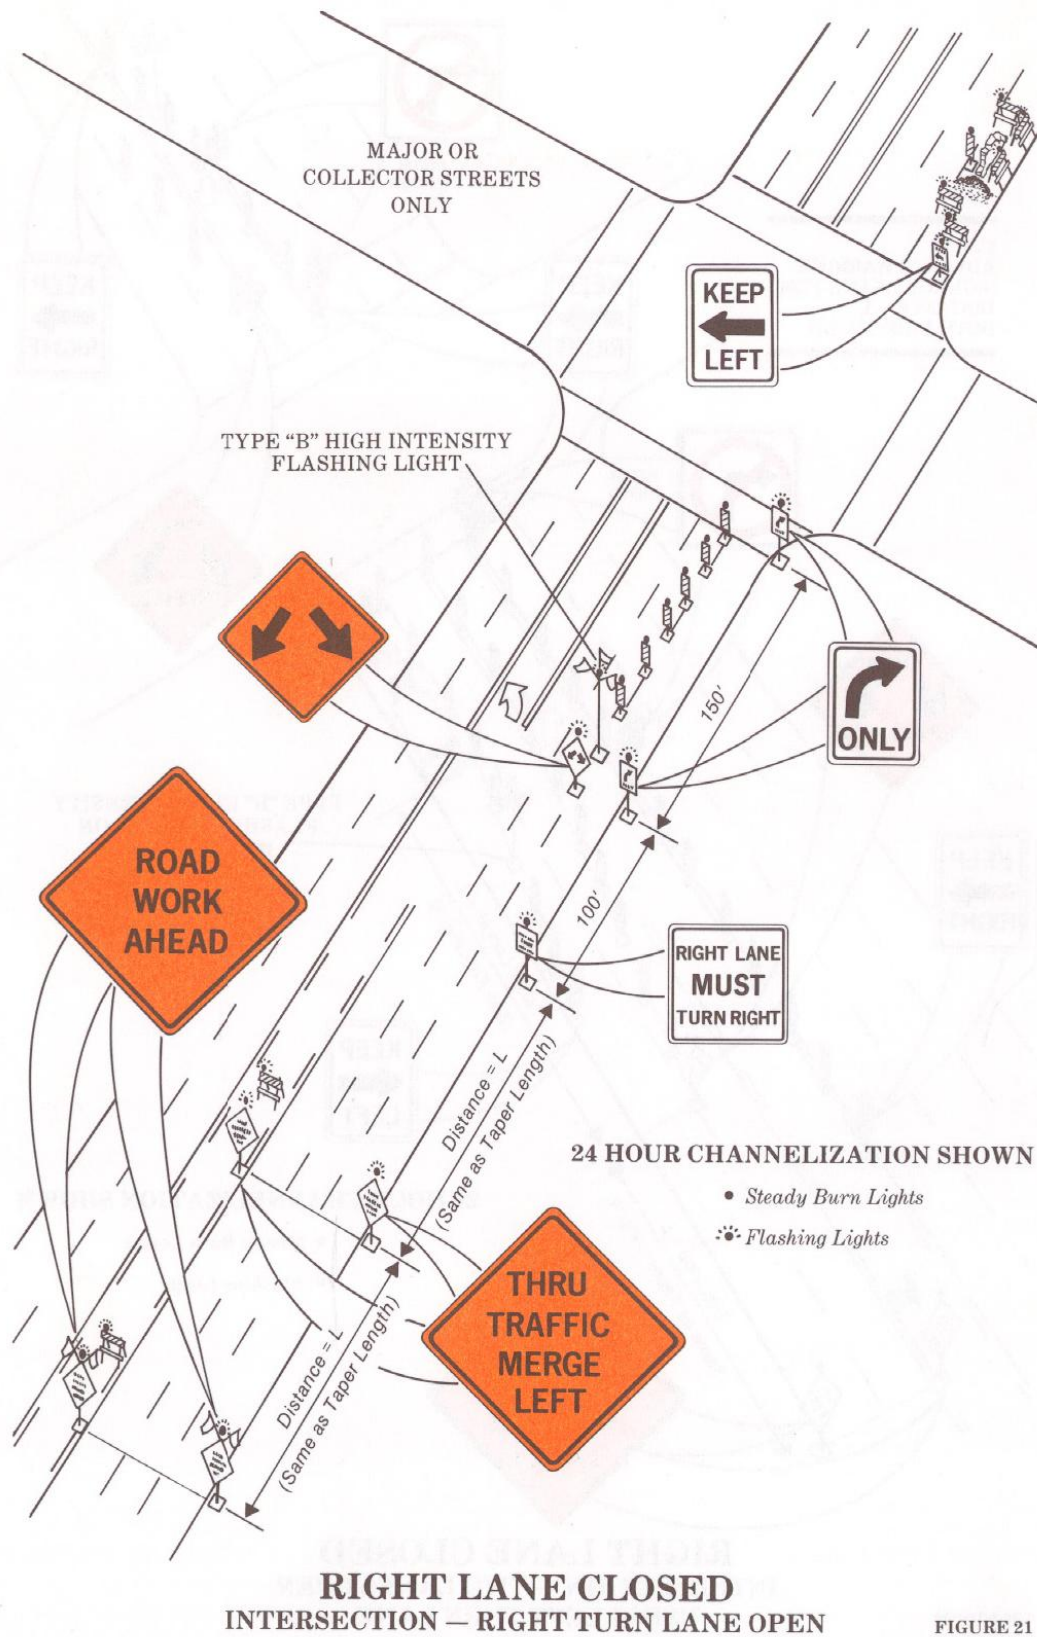 MAJOR OR
COLLECTOR STREETS
ONLY
KEEP
LEFT
TYPE “B” HIGH INTENSITY
FLASHING LIGHT
150′
ONLY
ROAD
WORK
AHEAD
100′
RIGHT LANE
MUST
TURN RIGHT
Distance = L
(Same as Taper Length)
24 HOUR CHANNELIZATION SHOWN
Steady Burn Lights
Flashing Lights
THRU
TRAFFIC
MERGE
LEFT
Distance = L
(Same as Taper Length)
RIGHT LANE CLOSED
INTERSECTION — RIGHT TURN LANE OPEN
FIGURE 21